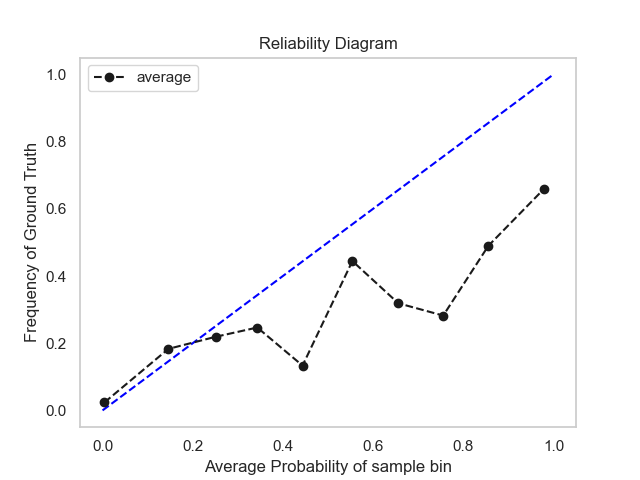 Reliability Diagram
average
Frequency of Ground Truth
1.0
0.8
0.6
0.4
0.2
0.0
0.0 0.2 0.4 0.6 0.8 1.0
Average Probability of sample bin